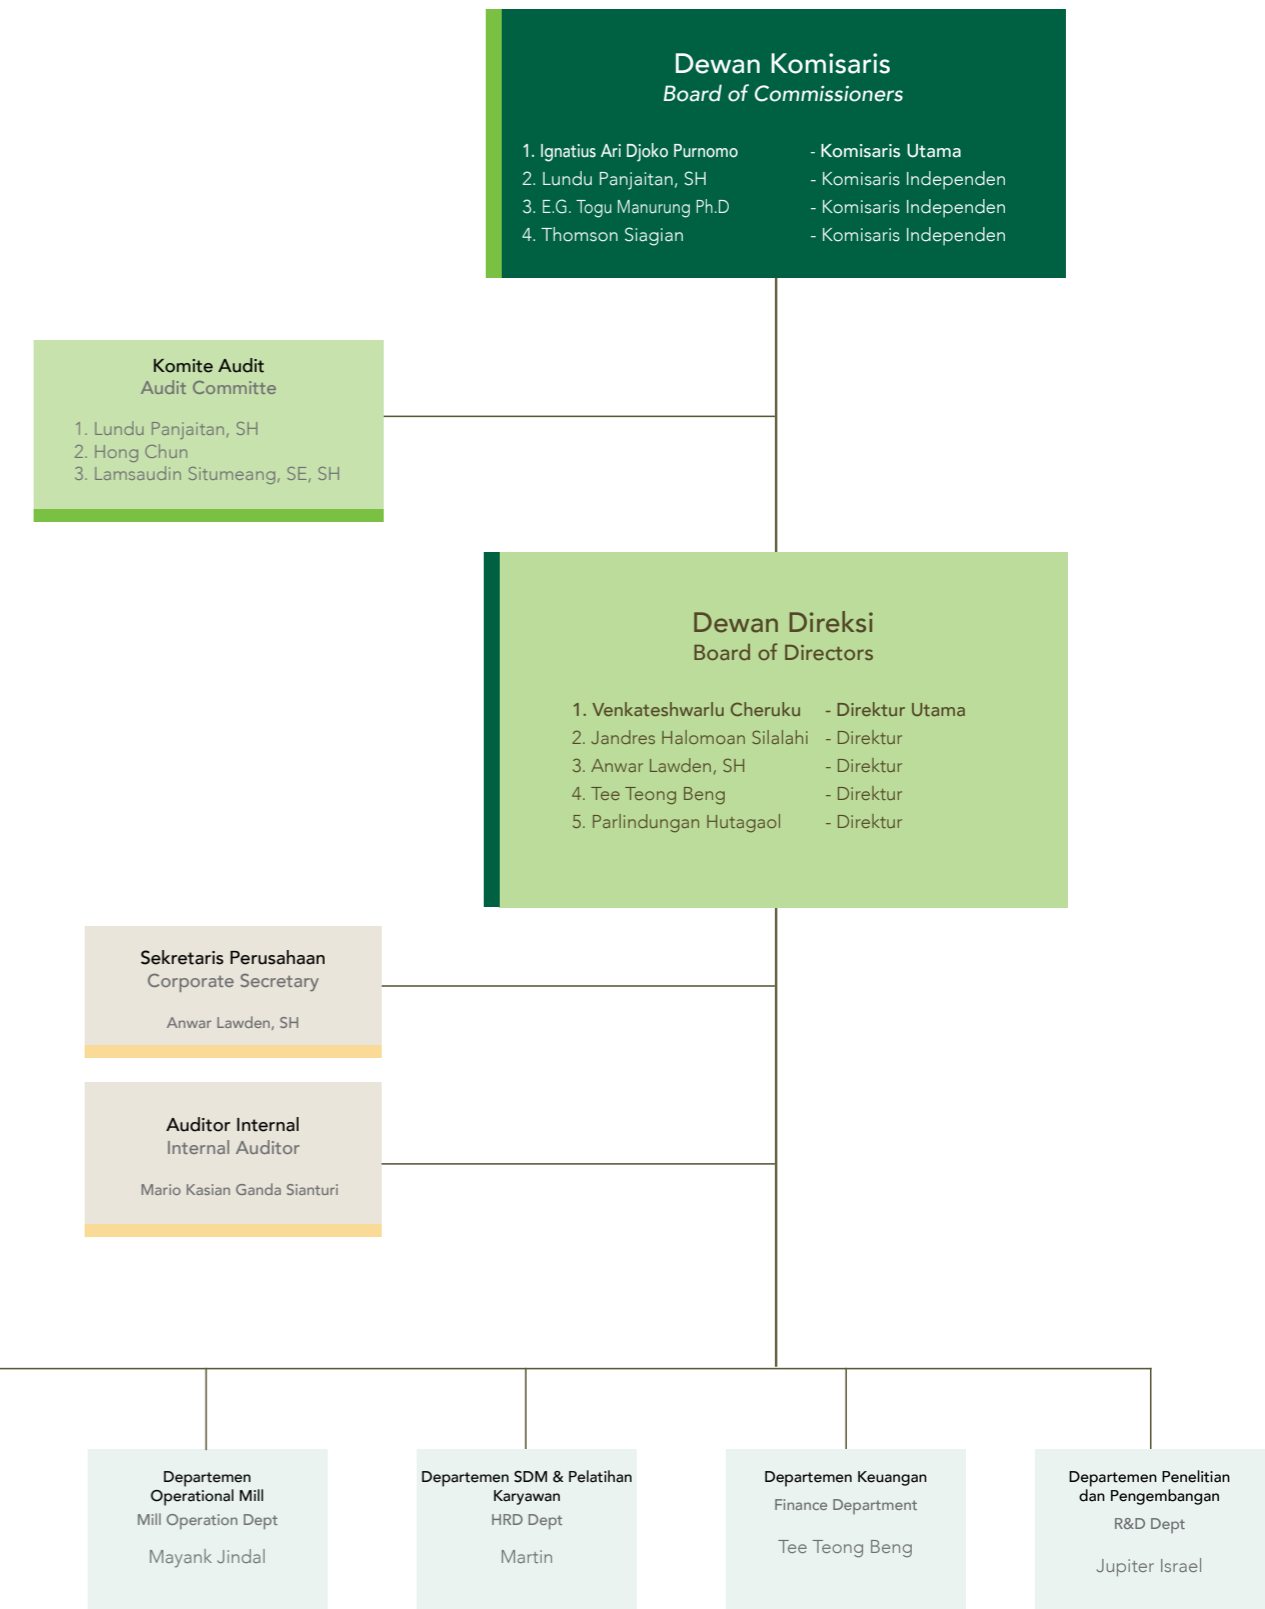 Dewan Komisaris
Board of Commissioners
1. Ignatius Ari Djoko Purnomo - Komisaris Utama
2. Lundu Panjaitan, SH - Komisaris Independen
3. E.G. Togu Manurung Ph.D - Komisaris Independen
4. Thomson Siagian - Komisaris Independen
Komite Audit
Audit Committe
1. Lundu Panjaitan, SH
2. Hong Chun
3. Lamsaudin Situmeang, SE, SH
Dewan Direksi
Board of Directors
1. Venkateshwarlu Cheruku - Direktur Utama
2. Jandres Halomoan Silalahi - Direktur
3. Anwar Lawden, SH - Direktur
4. Tee Teong Beng - Direktur
5. Parlindungan Hutagaol - Direktur
Sekretaris Perusahaan
Corporate Secretary
Anwar Lawden, SH
Auditor Internal
Internal Auditor
Mario Kasian Ganda Sianturi
Departemen
Operational Mill
Mill Operation Dept
Mayank Jindal
Departemen SDM & Pelatihan
Karyawan
HRD Dept
Martin
Departemen Keuangan
Finance Department
Tee Teong Beng
Departemen Penelitian
dan Pengembangan
R&D Dept
Jupiter Israel